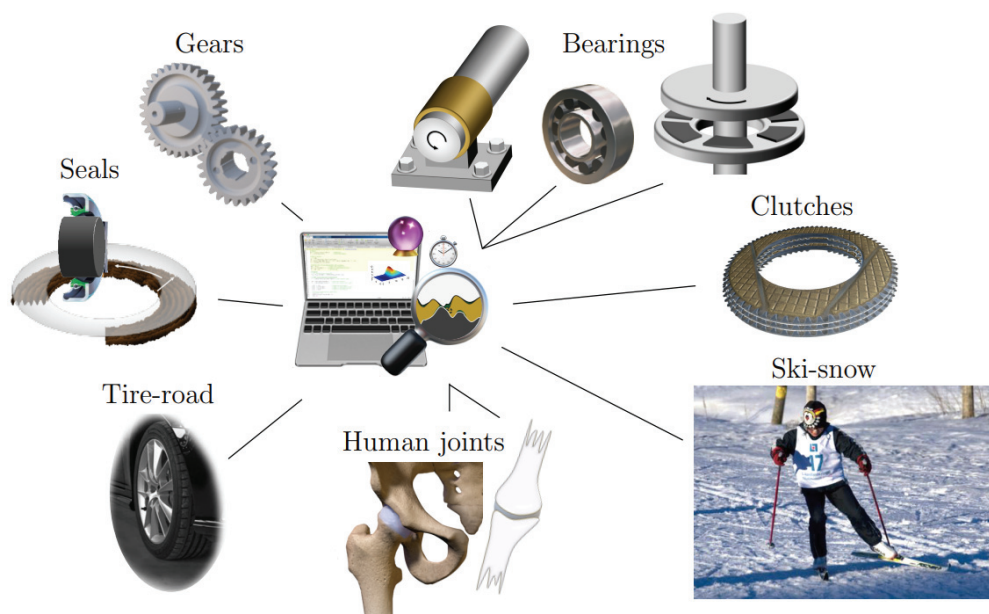 Gears
Bearings
Seals
Clutches
Tire-road
Human joints
Ski-snow
17